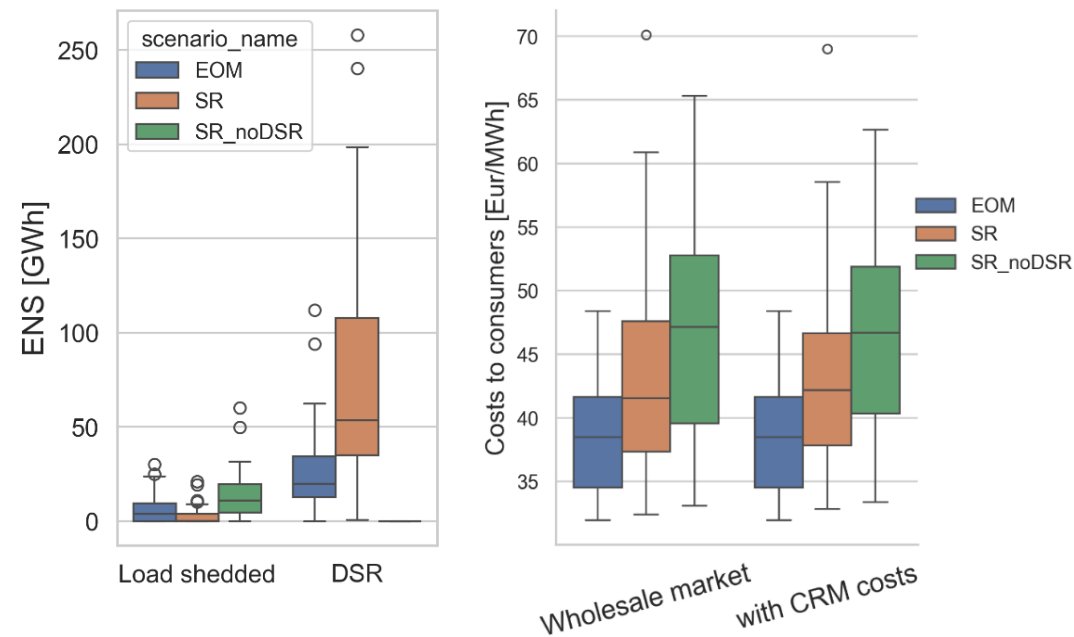 ENS [GWh]
250
200
150
100
50
0
scenario_name
EOM
SR
SR_noDSR
Load shedded
DSR
Costs to consumers [Eur/MWh]
70
65
60
55
50
45
40
35
Wholesale market
with CRM costs
EOM
SR
SR_noDSR